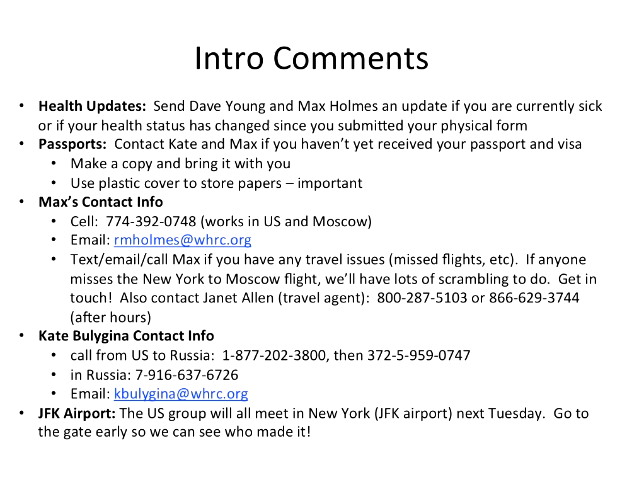 Intro Comments
• Health Updates: Send Dave Young and Max Holmes an update if you are currently sick
or if your health status has changed since you submitted your physical form
• Passports: Contact Kate and Max if you haven't yet received your passport and visa
• Make a copy and bring it with you
• Use plastic cover to store papers – important
• Max's Contact Info
• Cell: 774-392-0748 (works in US and Moscow)
• Email: rmholmes@whrc.org
• Text/email/call Max if you have any travel issues (missed flights, etc). If anyone
misses the New York to Moscow flight, we'll have lots of scrambling to do. Get in
touch! Also contact Janet Allen (travel agent): 800-287-5103 or 866-629-3744
(after hours)
• Kate Bulygina Contact Info
• call from US to Russia: 1-877-202-3800, then 372-5-959-0747
• in Russia: 7-916-637-6726
• Email: kbulygina@whrc.org
• JFK Airport: The US group will all meet in New York (JFK airport) next Tuesday. Go to
the gate early so we can see who made it!